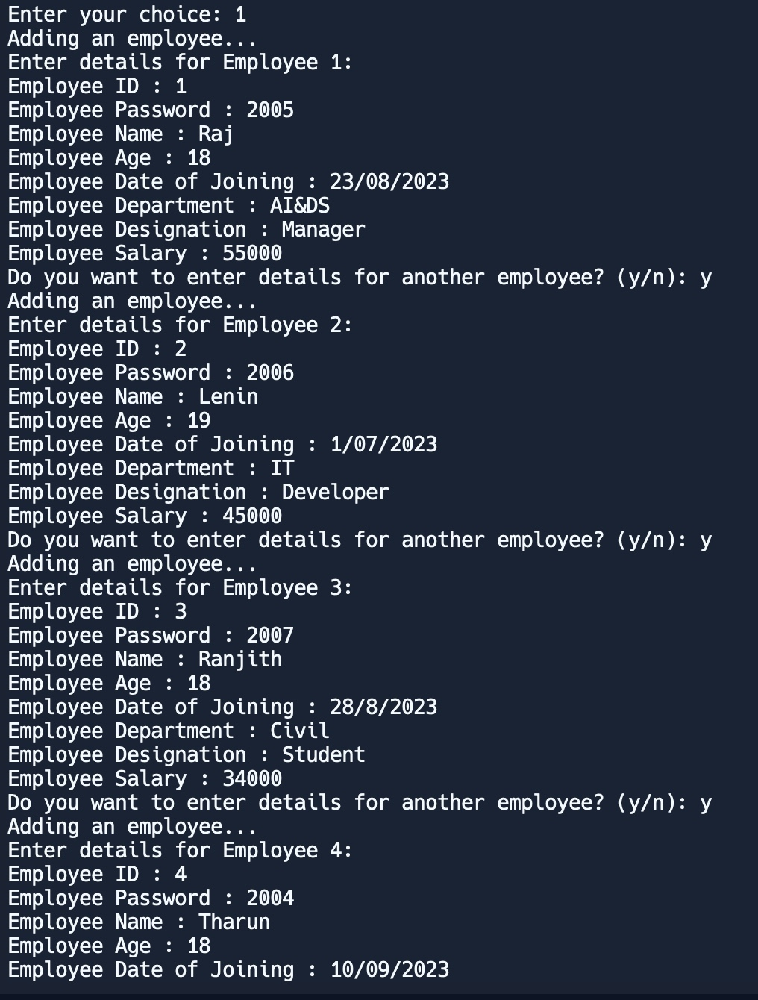 Enter your choice: 1
Adding an employee...
Enter details for Employee 1:
Employee ID : 1
Employee Password : 2005
Employee Name : Raj
Employee Age : 18
Employee Date of Joining : 23/08/2023
Employee Department : AI&DS
Employee Designation : Manager
Employee Salary : 55000
Do you want to enter details for another employee? (y/n): y
Adding an employee...
Enter details for Employee 2:
Employee ID : 2
Employee Password : 2006
Employee Name : Lenin
Employee Age : 19
Employee Date of Joining : 1/07/2023
Employee Department : IT
Employee Designation : Developer
Employee Salary : 45000
Do you want to enter details for another employee? (y/n): y
Adding an employee...
Enter details for Employee 3:
Employee ID : 3
Employee Password : 2007
Employee Name : Ranjith
Employee Age : 18
Employee Date of Joining : 28/8/2023
Employee Department : Civil
Employee Designation : Student
Employee Salary : 34000
Do you want to enter details for another employee? (y/n): y
Adding an employee...
Enter details for Employee 4:
Employee ID : 4
Employee Password : 2004
Employee Name : Tharun
Employee Age : 18
Employee Date of Joining : 10/09/2023